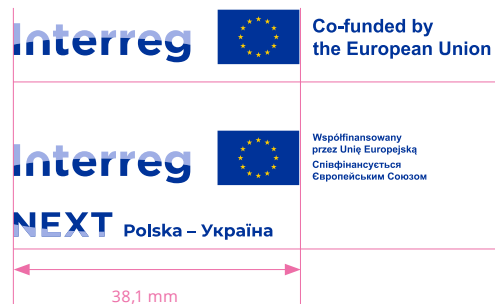 Interreg
Co-funded by
the European Union
Interreg
Współfinansowany
przez Unię Europejską
Співфінансується
Європейським Союзом
NEXT Polska – Україна
38,1 mm